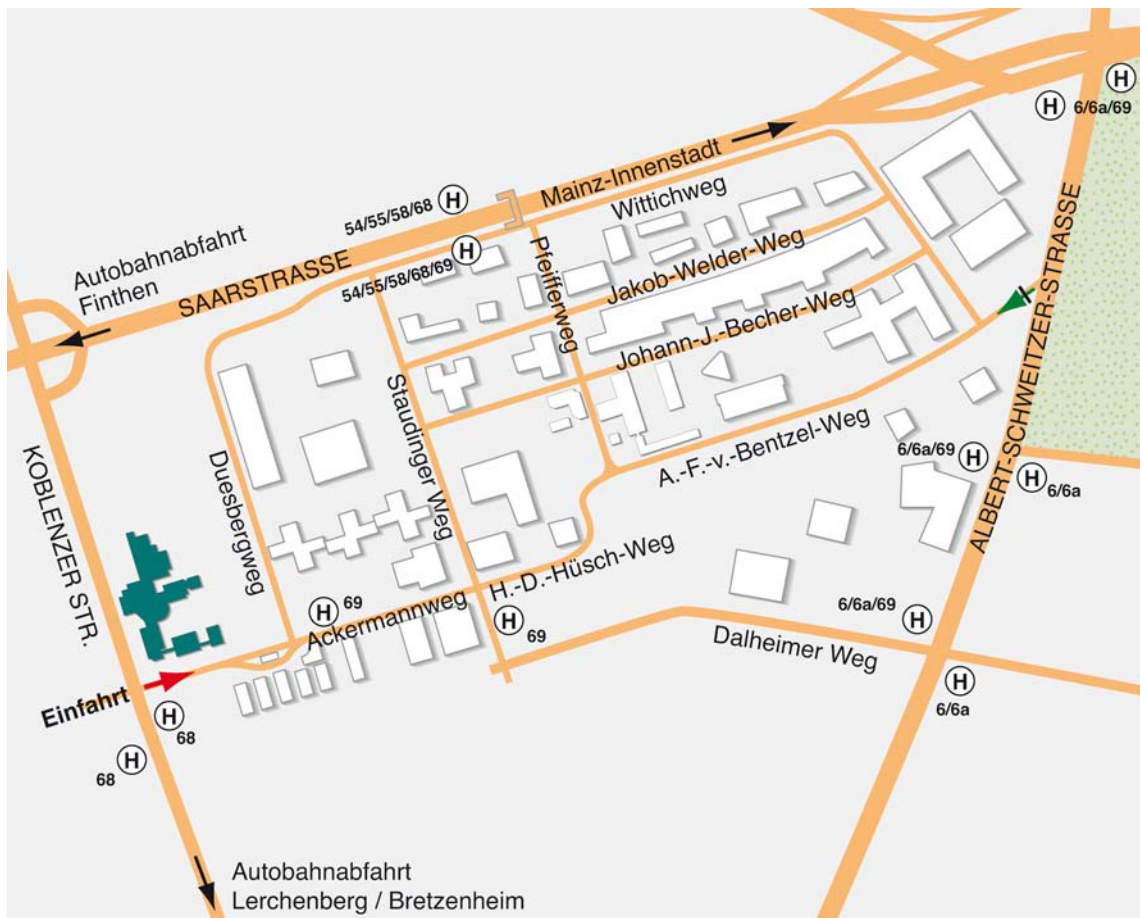 H
H 6/6a/69
Mainz-Innenstadt
54/55/58/68 H
Wittichweg
Autobahnabfahrt
Finthen
SAARSTRASSE
H
54/55/58/68/69
Pfeifferweg
Jakob-Welder-Weg
Johann-J.-Becher-Weg
ALBERT-SCHWEITZER-STRASSE
Staudinger Weg
Duesbergweg
KOBLENZER STR.
A.-F.-v.-Bentzel-Weg
6/6a/69 H
H 6/6a
H.-D.-Hüsch-Weg
H 69
Ackermannweg
H 69
6/6a/69 H
Dalheimer Weg
H
6/6a
Einfahrt
H 68
68 H
Autobahnabfahrt
Lerchenberg / Bretzenheim